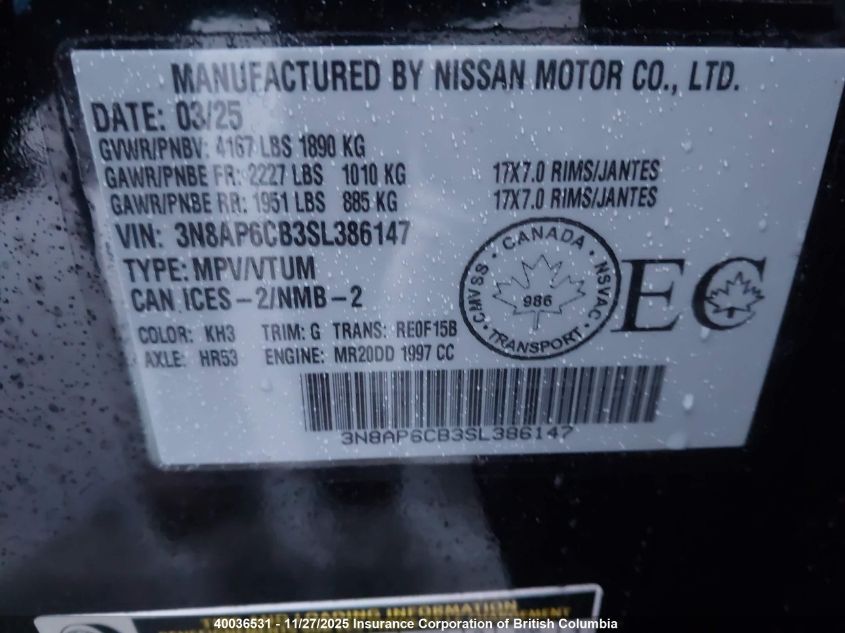 MANUFACTURED BY NISSAN MOTOR CO., LTD.
DATE: 03/25
GVWR/PNBV: 4167 LBS 1890 KG
GAWR/PNBE FR: 2227 LBS 1010 KG 17X7.0 RIMS/JANTES
GAWR/PNBE RR: 1951 LBS 885 KG 17X7.0 RIMS/JANTES
VIN: 3N8AP6CB3SL386147
TYPE: MPV/VTUM
CAN ICES-2/NMB-2
CANADA
CMVSS
NSVAC
986
TRANSPORT
EC
COLOR: KH3 TRIM: G TRANS: RE0F15B
AXLE: HR53 ENGINE: MR20DD 1997 CC
3N8AP6CB3SL386147
LOADING INFORMATION
40036531 - 11/27/2025 Insurance Corporation of British Columbia